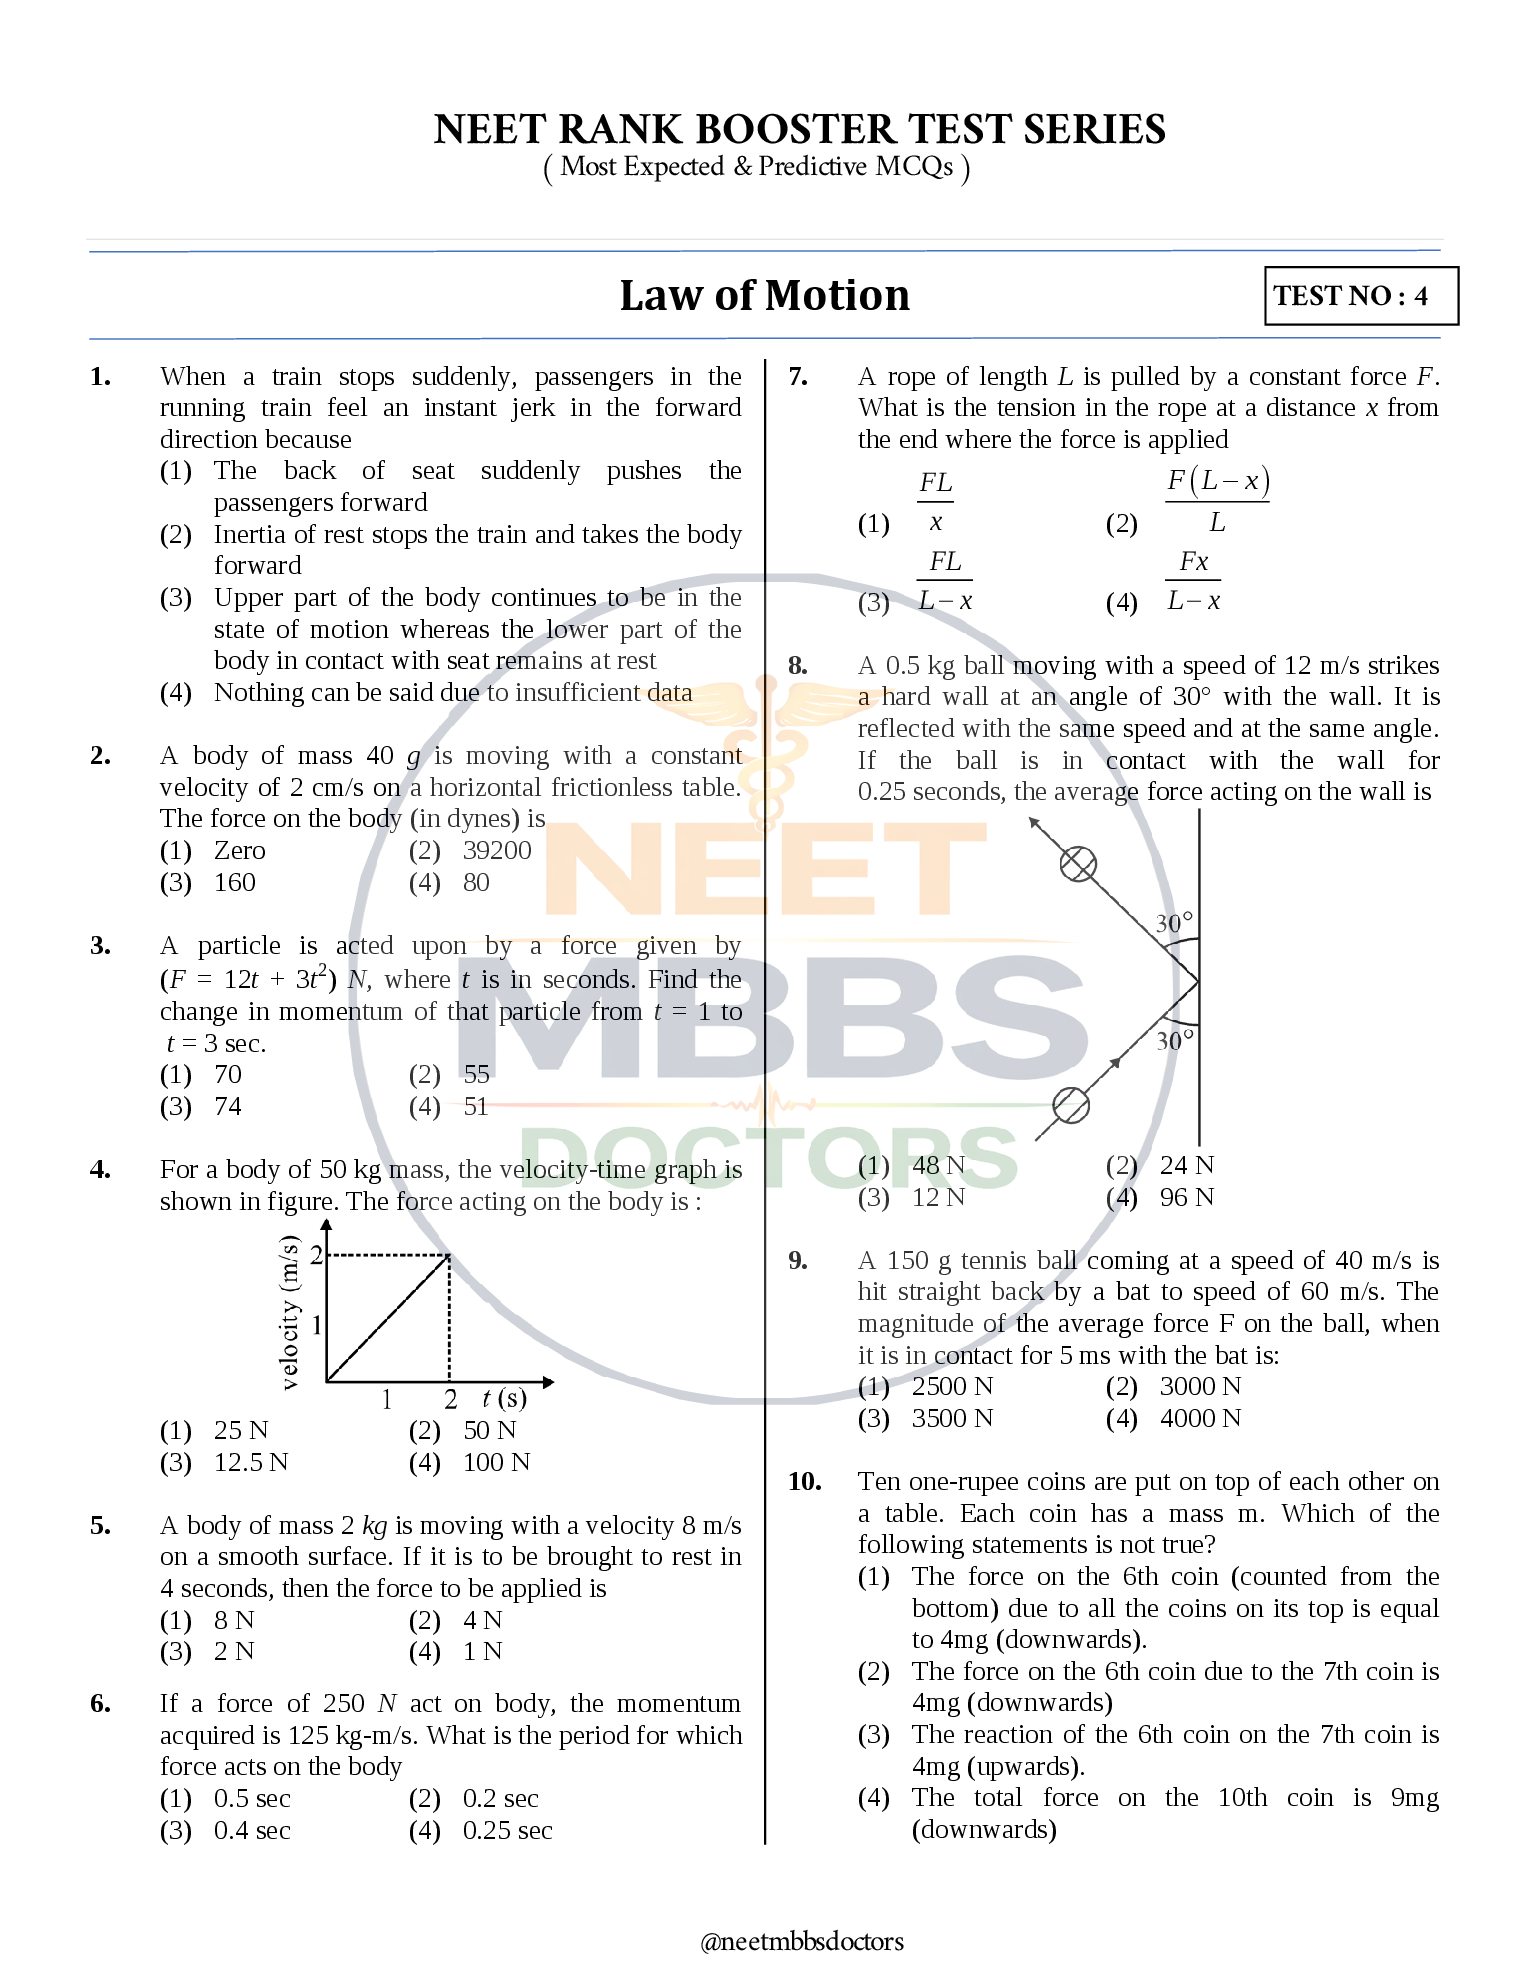 NEET RANK BOOSTER TEST SERIES
( Most Expected & Predictive MCQs )
Law of Motion
TEST NO : 4
1. When a train stops suddenly, passengers in the
running train feel an instant jerk in the forward
direction because
(1) The back of seat suddenly pushes the
passengers forward
(2) Inertia of rest stops the train and takes the body
forward
(3) Upper part of the body continues to be in the
state of motion whereas the lower part of the
body in contact with seat remains at rest
(4) Nothing can be said due to insufficient data
2. A body of mass 40 g is moving with a constant
velocity of 2 cm/s on a horizontal frictionless table.
The force on the body (in dynes) is
(1) Zero (2) 39200
(3) 160 (4) 80
3. A particle is acted upon by a force given by
(F = 12t + 3t²) N, where t is in seconds. Find the
change in momentum of that particle from t = 1 to
t = 3 sec.
(1) 70 (2) 55
(3) 74 (4) 51
4. For a body of 50 kg mass, the velocity-time graph is
shown in figure. The force acting on the body is :
velocity (m/s)
2
1
1 2 t (s)
(1) 25 N (2) 50 N
(3) 12.5 N (4) 100 N
5. A body of mass 2 kg is moving with a velocity 8 m/s
on a smooth surface. If it is to be brought to rest in
4 seconds, then the force to be applied is
(1) 8 N (2) 4 N
(3) 2 N (4) 1 N
6. If a force of 250 N act on body, the momentum
acquired is 125 kg-m/s. What is the period for which
force acts on the body
(1) 0.5 sec (2) 0.2 sec
(3) 0.4 sec (4) 0.25 sec
7. A rope of length L is pulled by a constant force F.
What is the tension in the rope at a distance x from
the end where the force is applied
(1) FL/x (2) F(L−x)/L
(3) FL/L−x (4) Fx/L−x
8. A 0.5 kg ball moving with a speed of 12 m/s strikes
a hard wall at an angle of 30° with the wall. It is
reflected with the same speed and at the same angle.
If the ball is in contact with the wall for
0.25 seconds, the average force acting on the wall is
30°
30°
(1) 48 N (2) 24 N
(3) 12 N (4) 96 N
9. A 150 g tennis ball coming at a speed of 40 m/s is
hit straight back by a bat to speed of 60 m/s. The
magnitude of the average force F on the ball, when
it is in contact for 5 ms with the bat is:
(1) 2500 N (2) 3000 N
(3) 3500 N (4) 4000 N
10. Ten one-rupee coins are put on top of each other on
a table. Each coin has a mass m. Which of the
following statements is not true?
(1) The force on the 6th coin (counted from the
bottom) due to all the coins on its top is equal
to 4mg (downwards).
(2) The force on the 6th coin due to the 7th coin is
4mg (downwards)
(3) The reaction of the 6th coin on the 7th coin is
4mg (upwards).
(4) The total force on the 10th coin is 9mg
(downwards)
NEET
MBBS
DOCTORS
@neetmbbsdoctors